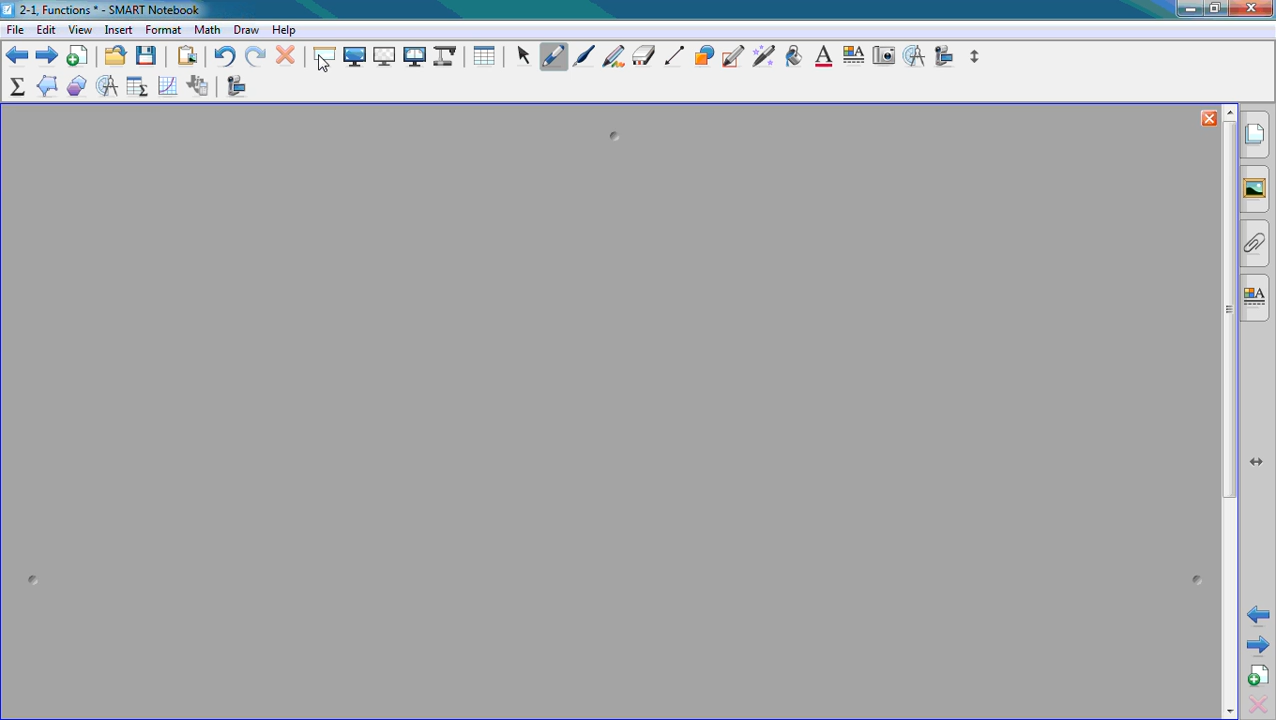 2-1, Functions * - SMART Notebook
File Edit View Insert Format Math Draw Help